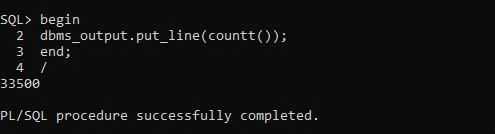 SQL> begin
  2  dbms_output.put_line(countt());
  3  end;
  4  /
33500
PL/SQL procedure successfully completed.